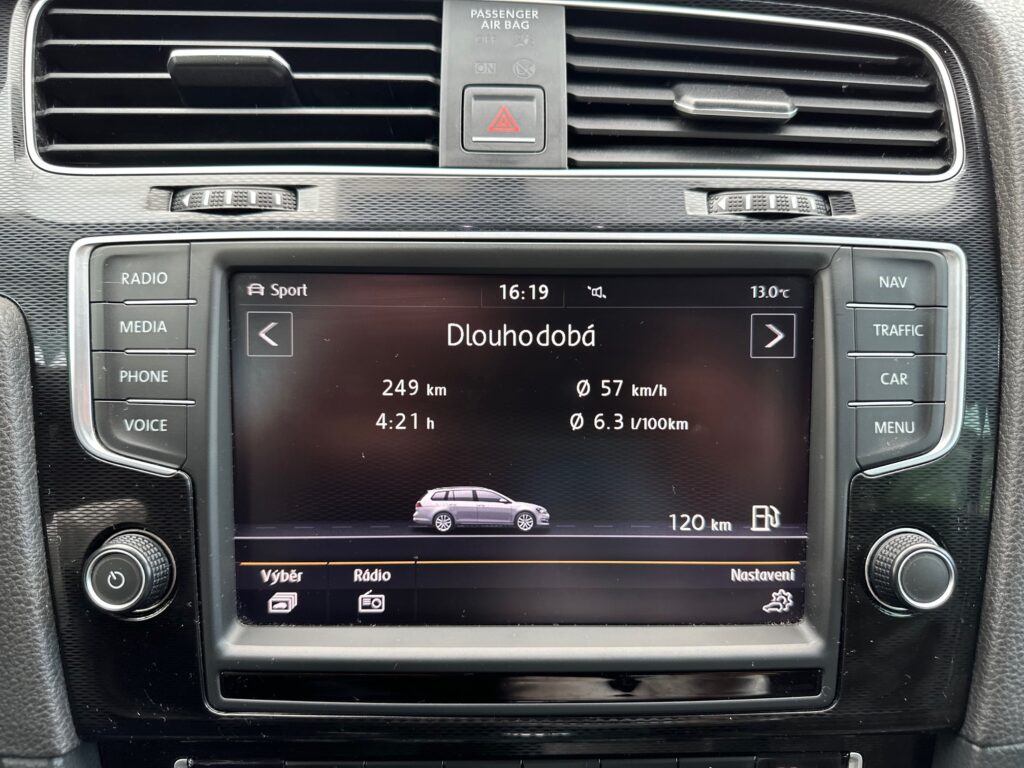 PASSENGER
AIR BAG
OFF
ON
RADIO
MEDIA
PHONE
VOICE
Sport
16:19
13.0°C
Dlouhodobá
249 km
Ø 57 km/h
4:21 h
Ø 6.3 l/100km
120 km
Výběr
Rádio
Nastavení
NAV
TRAFFIC
CAR
MENU